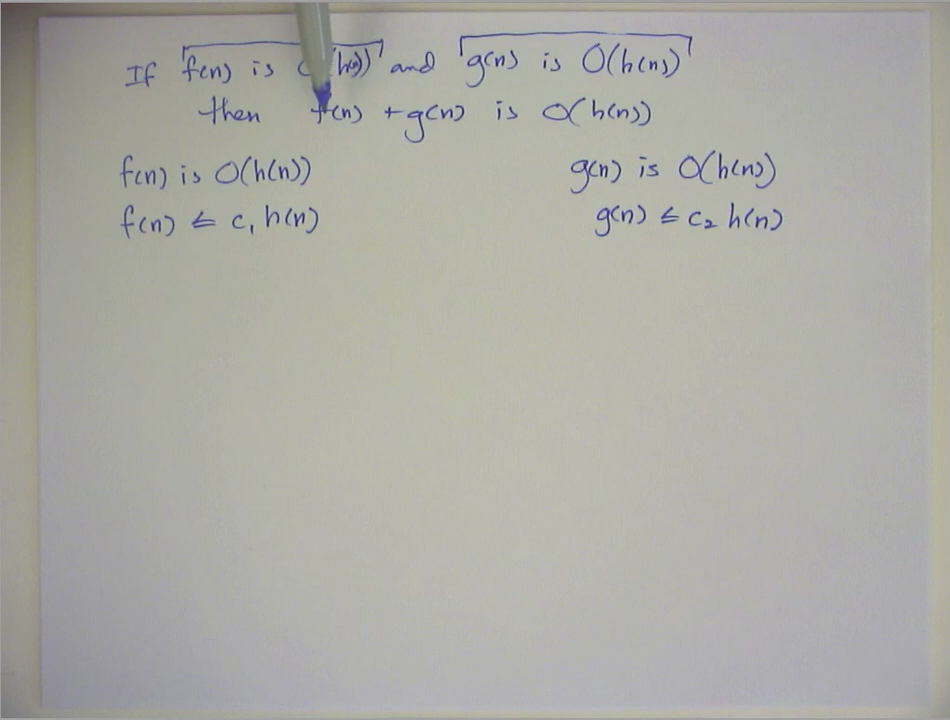 If f(n) is (h(n)) and g(n) is O(h(n))
then f(n) + g(n) is O(h(n))
f(n) is O(h(n)) g(n) is O(h(n))
f(n) ≤ c₁ h(n) g(n) ≤ c₂ h(n)